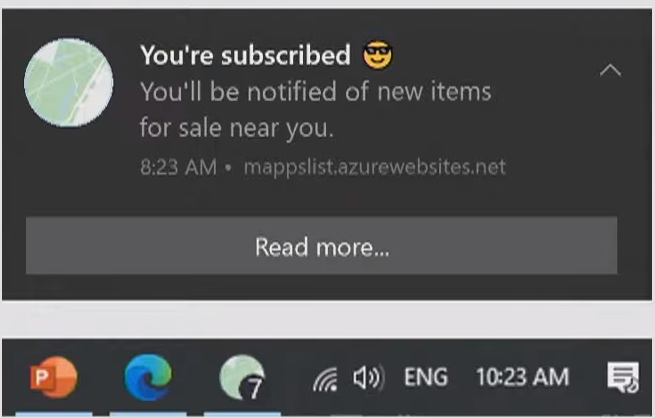 You're subscribed 😎
You'll be notified of new items
for sale near you.
8:23 AM • mappslist.azurewebsites.net
Read more...
P 7 ENG 10:23 AM